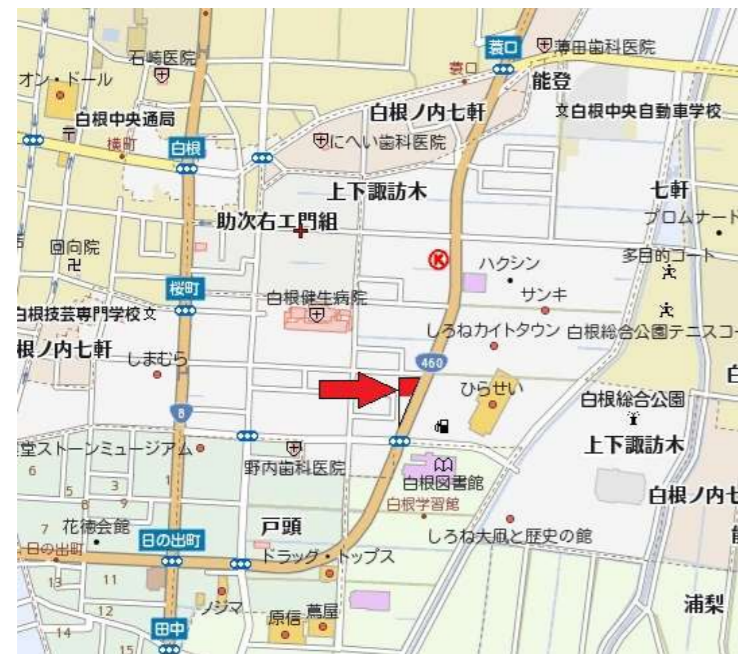 石崎医院
蓑口
薄田歯科医院
オン・ドール
蓑口
能登
白根中央通局
白根ノ内七軒
文白根中央自動車学校
横町
白根
にへい歯科医院
上下諏訪木
七軒
助次右エ門組
プロムナード
回向院
K
ハクシン
多目的コート
桜町
白根健生病院
サンキ
白根技芸専門学校文
しろねカイトタウン
白根総合公園テニスコー
根ノ内七軒
しまむら
460
ひらせい
白根総合公園
8
上下諏訪木
堂ストーンミュージアム
野内歯科医院
白根図書館
6
5
3
1
8
9
白根学習館
白根ノ内七
7
花徳会館
戸頭
しろね大凧と歴史の館
日の出町
日の出町
ドラッグ・トップス
13
11
12
ノジマ
原信
蔦屋
浦梨
14
田中
15